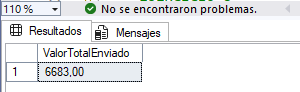 110 %
No se encontraron problemas.
Resultados
Mensajes
ValorTotalEnviado
1
6683,00